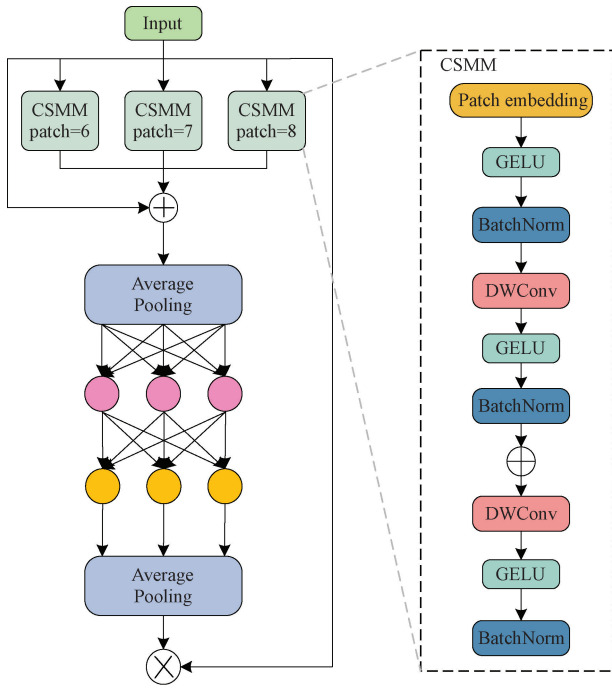 Input
CSMM
patch=6
CSMM
patch=7
CSMM
patch=8
Average
Pooling
Average
Pooling
CSMM
Patch embedding
GELU
BatchNorm
DWConv
GELU
BatchNorm
DWConv
GELU
BatchNorm